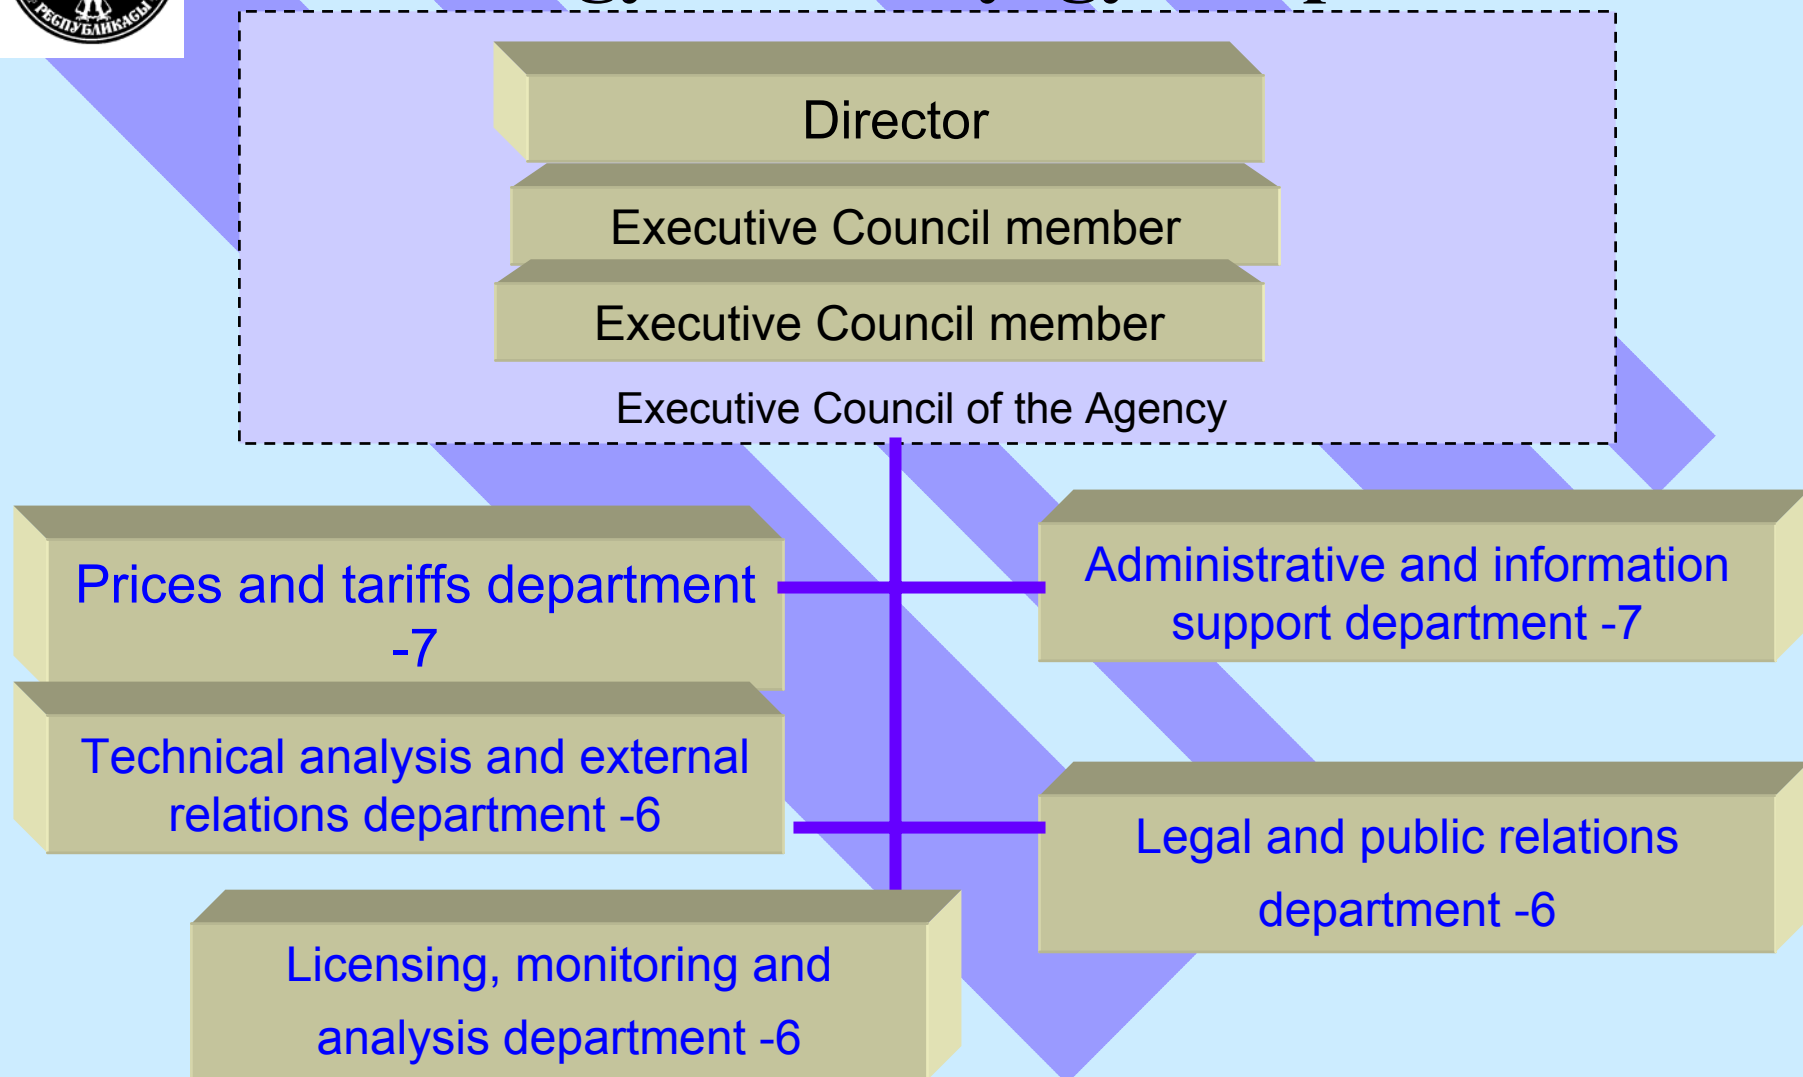 РЕСПУБЛИКАСЫ
Director
Executive Council member
Executive Council member
Executive Council of the Agency
Prices and tariffs department
-7
Administrative and information
support department -7
Technical analysis and external
relations department -6
Legal and public relations
department -6
Licensing, monitoring and
analysis department -6